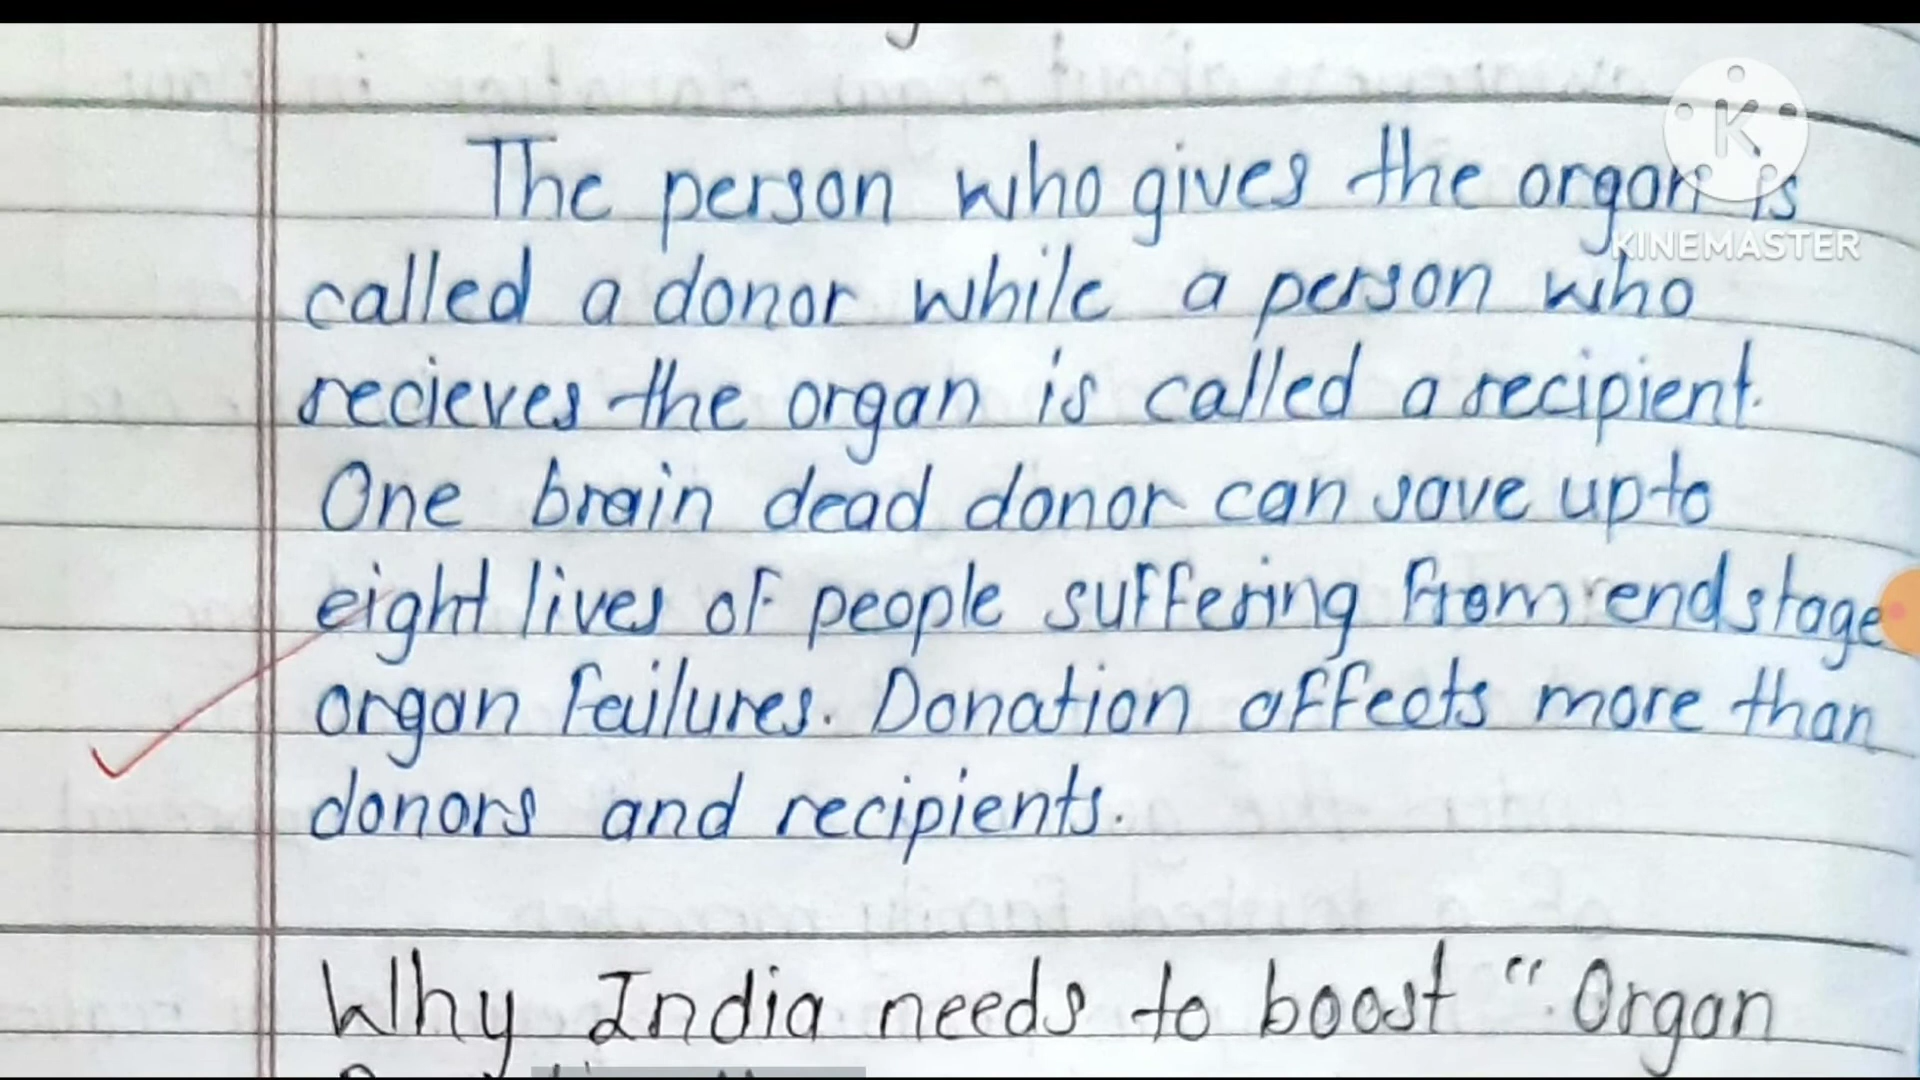 The person who gives the organ is
called a donor while a person who
recieves the organ is called a recipient.
One brain dead donor can save upto
eight lives of people suffering from end stage
organ failures. Donation affects more than
donors and recipients.
Why India needs to boost "Organ
K
KINEMASTER